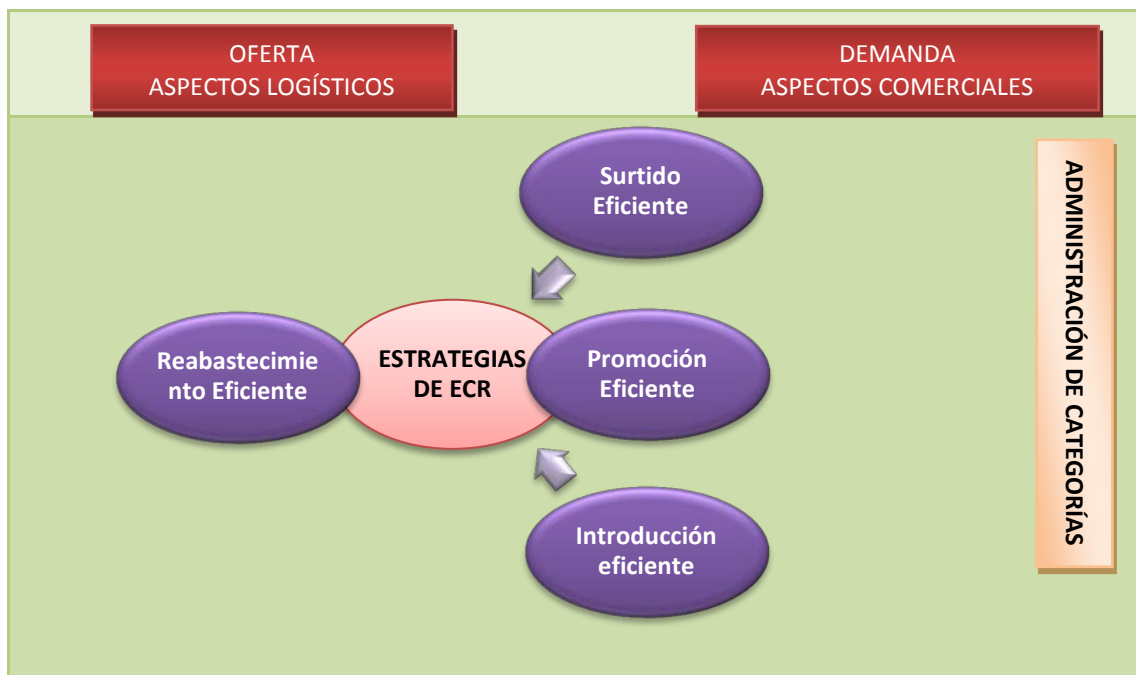 OFERTA
ASPECTOS LOGÍSTICOS
DEMANDA
ASPECTOS COMERCIALES
Surtido
Eficiente
Reabastecimie
nto Eficiente
ESTRATEGIAS
DE ECR
Promoción
Eficiente
Introducción
eficiente
ADMINISTRACIÓN DE CATEGORÍAS